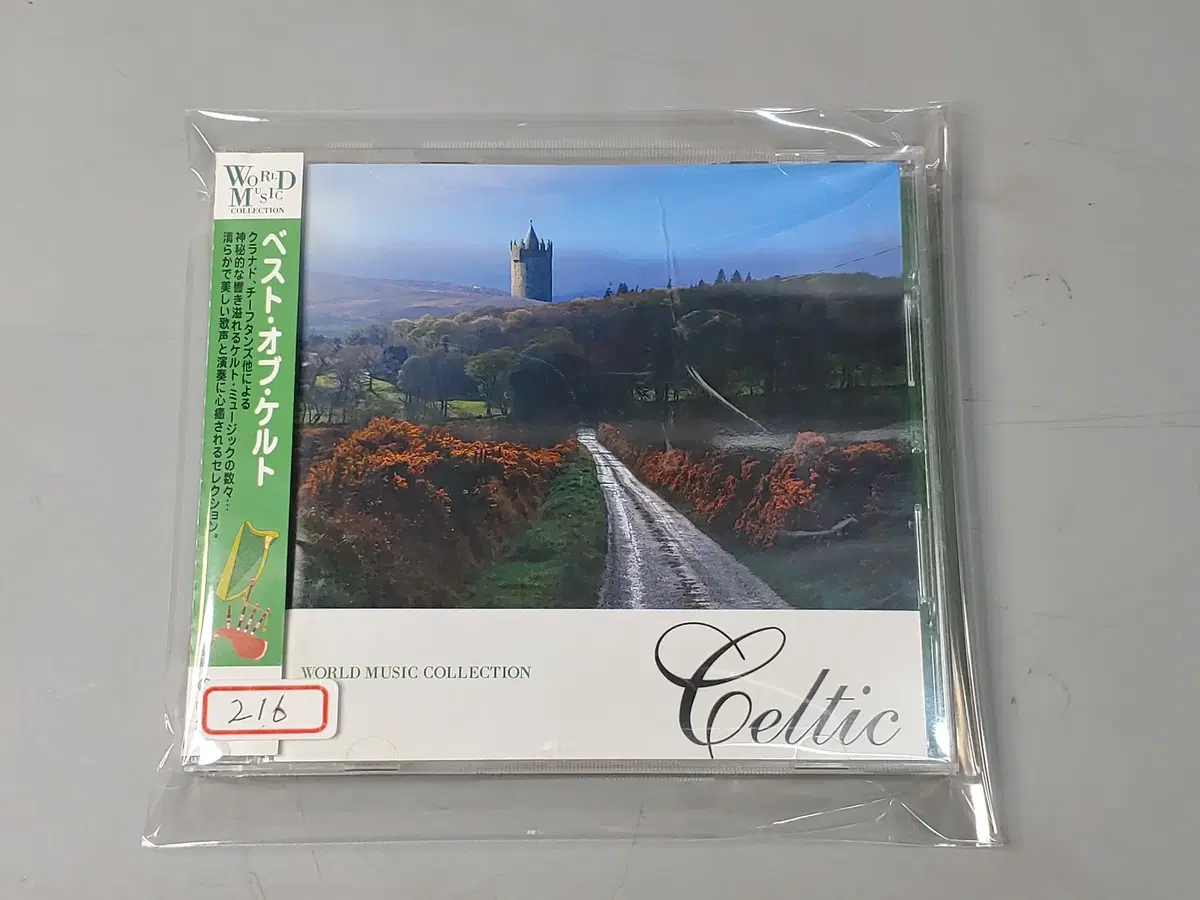 WORLD
MUSIC
COLLECTION
ベスト・オブ・ケルト
クラナド、チーフタンズ他による
神秘的な響き溢れるケルト・ミュージックの数々…
清らかで美しい歌声と演奏に心癒されるセレクション。
WORLD MUSIC COLLECTION
Celtic
216